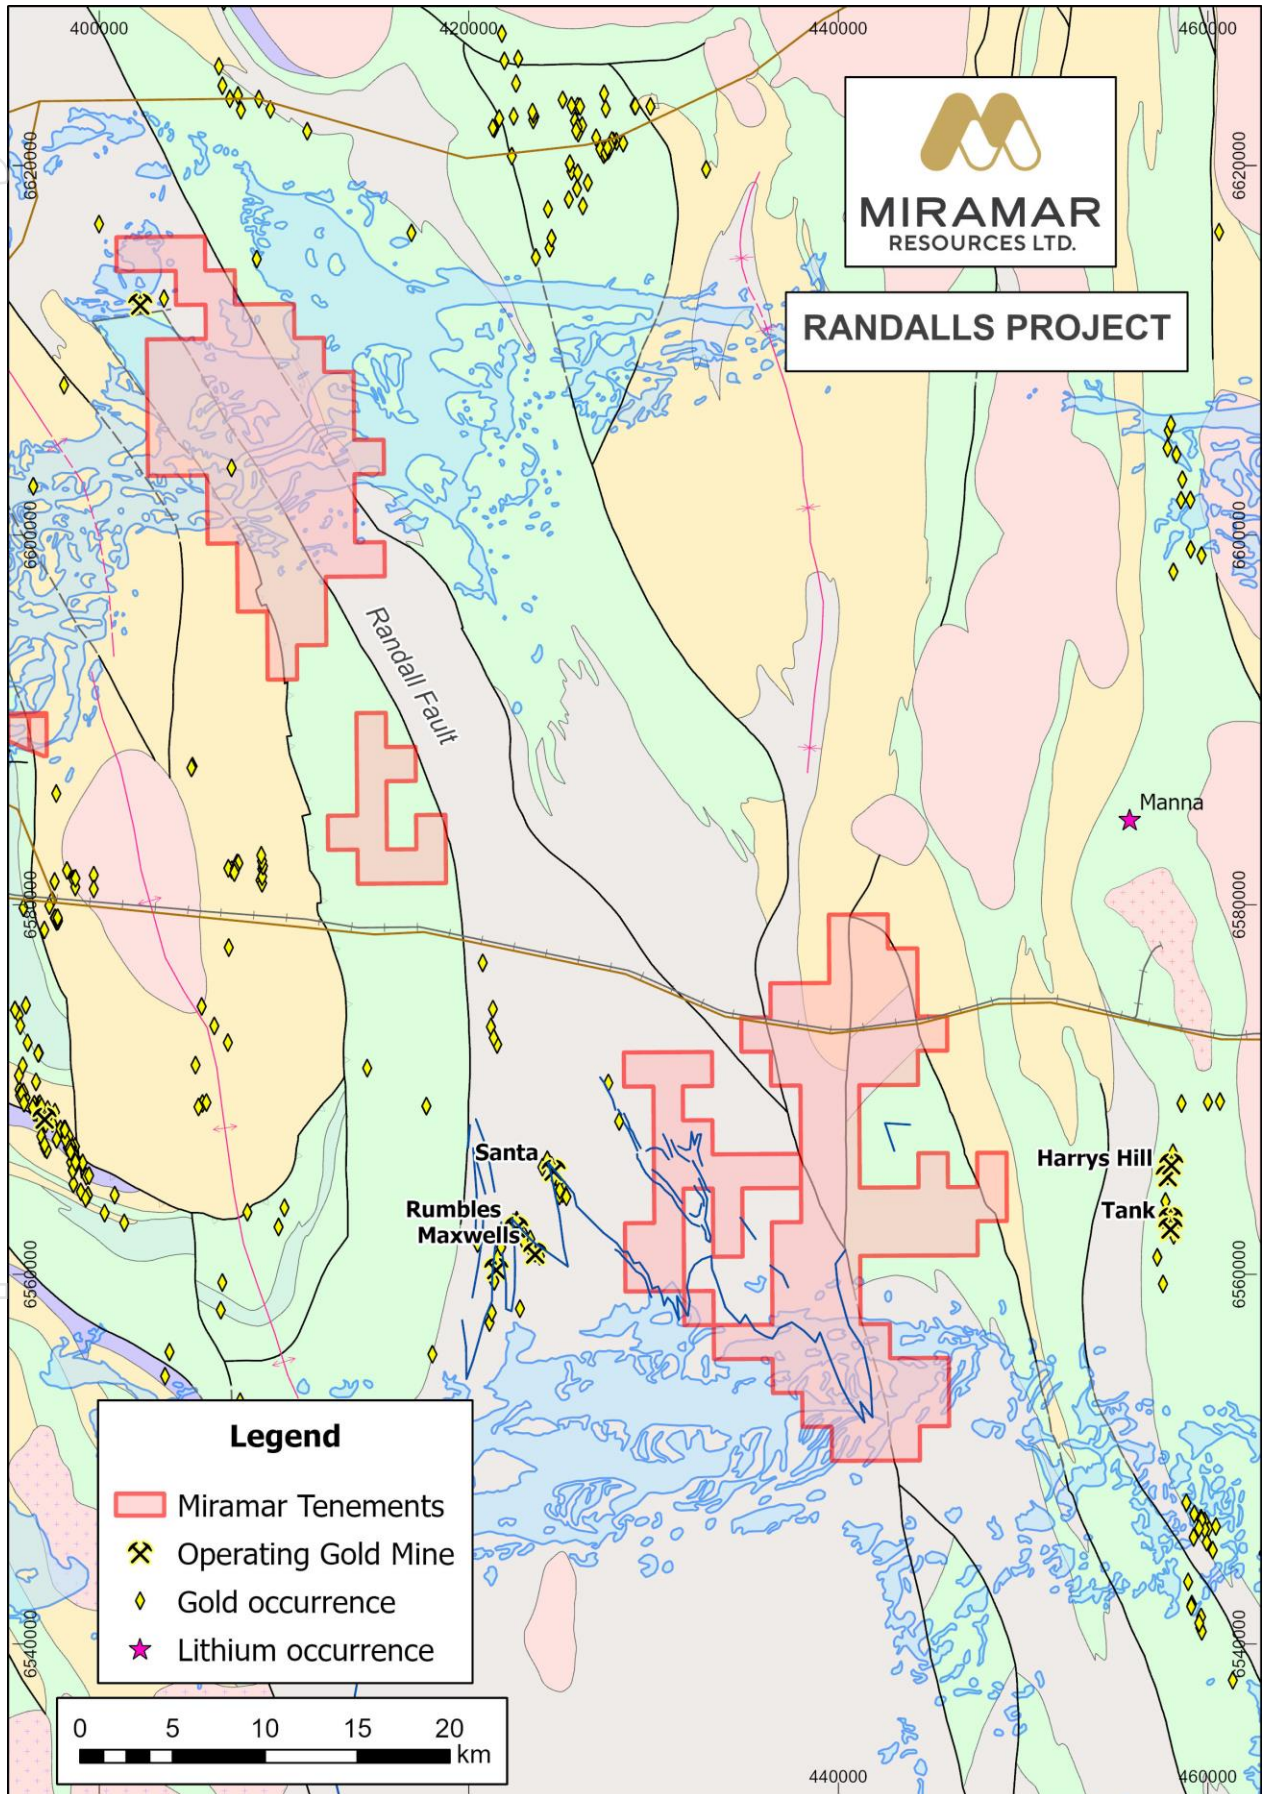 400000
420000
440000
460000
6620000
6620000
MIRAMAR
RESOURCES LTD.
RANDALLS PROJECT
6600000
6600000
Randall Fault
Manna
6580000
6580000
Santa
Harrys Hill
Rumbles
Tank
Maxwells
6560000
6560000
Legend
Miramar Tenements
Operating Gold Mine
Gold occurrence
Lithium occurrence
6540000
6540000
0 5 10 15 20
km
440000
460000